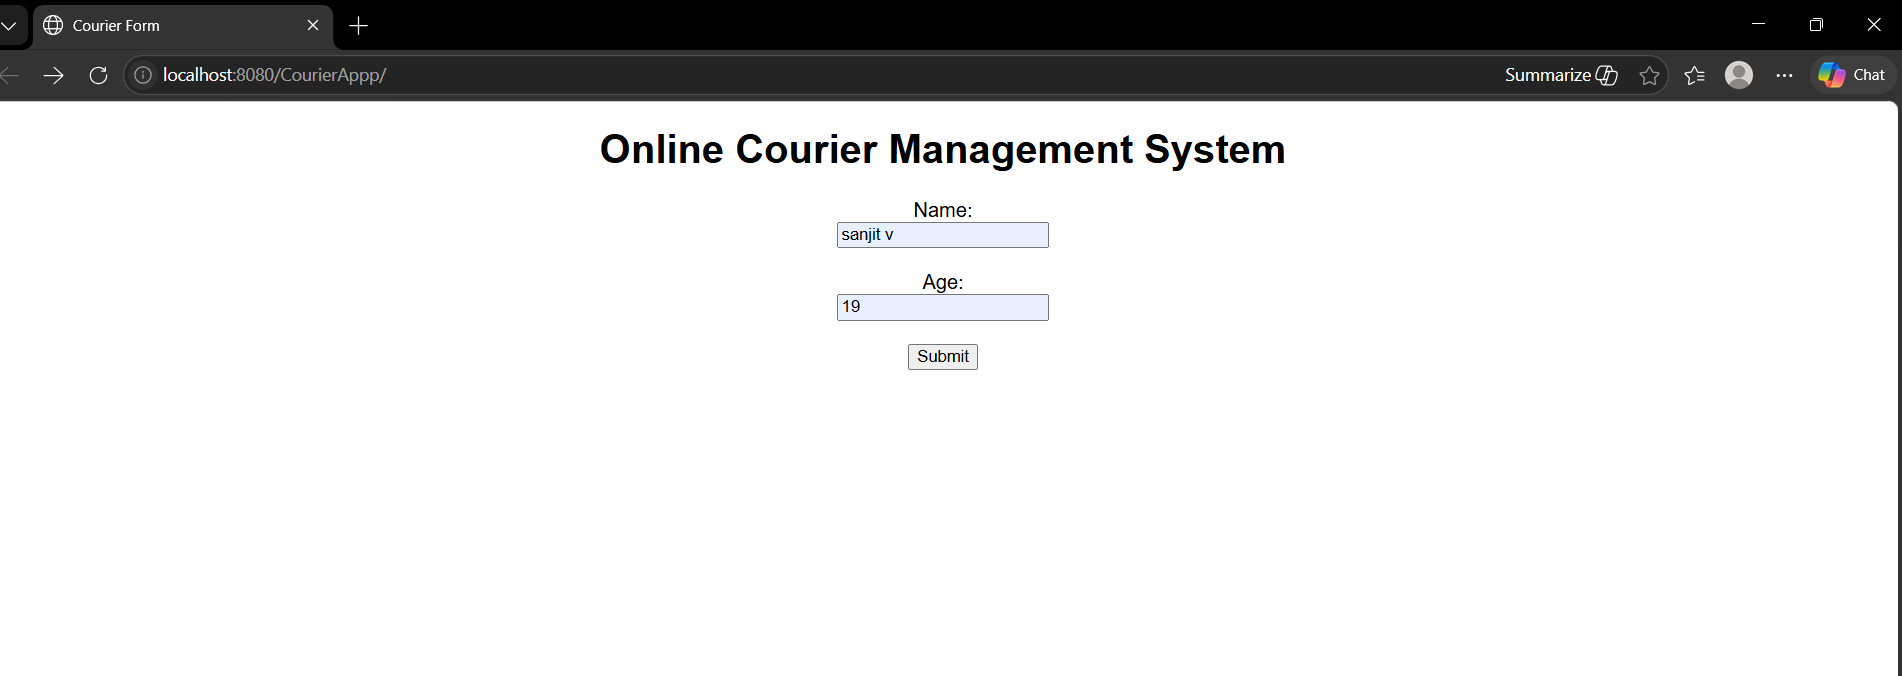 Courier Form
localhost:8080/CourierAppp/
Summarize
Chat
Online Courier Management System
Name:
sanjit v
Age:
19
Submit